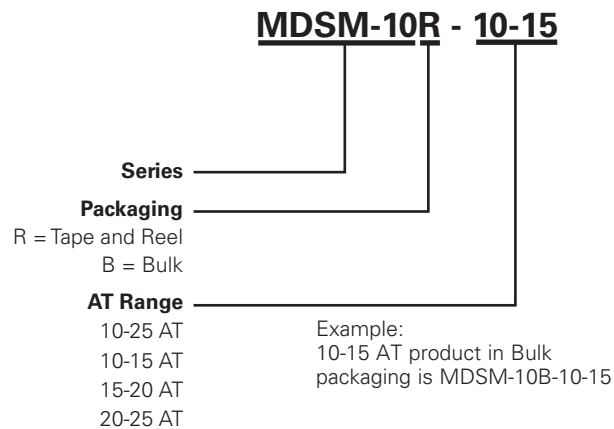 MDSM-10R - 10-15
Series
Packaging
R = Tape and Reel
B = Bulk
AT Range
10-25 AT
10-15 AT
15-20 AT
20-25 AT
Example:
10-15 AT product in Bulk
packaging is MDSM-10B-10-15